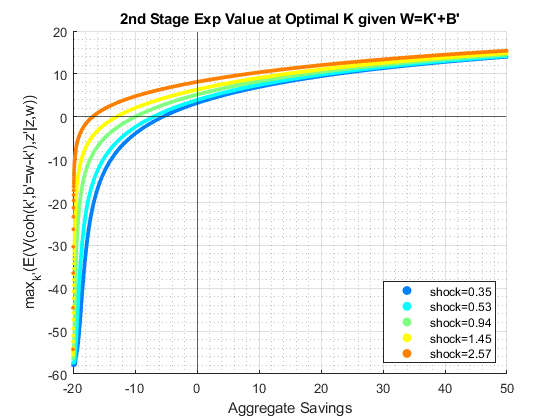 2nd Stage Exp Value at Optimal K given W=K'+B'
max_k'(E(V(coh(k',b'=w-k'),z'|z,w))
20
10
0
-10
-20
-30
-40
-50
-60
-20
-10
0
10
20
30
40
50
Aggregate Savings
shock=0.35
shock=0.53
shock=0.94
shock=1.45
shock=2.57